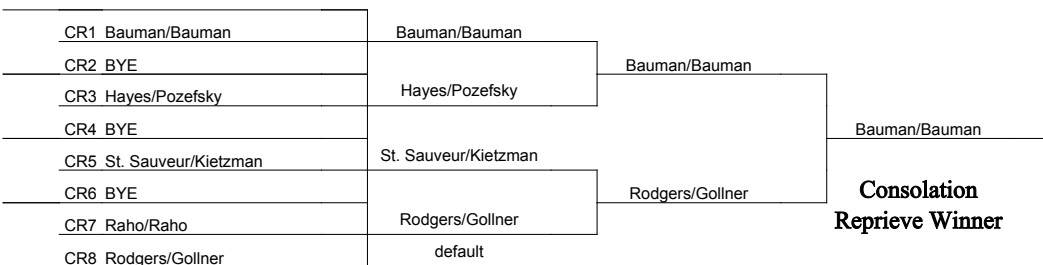 CR1 Bauman/Bauman
Bauman/Bauman
CR2 BYE
Bauman/Bauman
CR3 Hayes/Pozefsky
Hayes/Pozefsky
CR4 BYE
Bauman/Bauman
CR5 St. Sauveur/Kietzman
St. Sauveur/Kietzman
CR6 BYE
Rodgers/Gollner
Consolation
Reprieve Winner
CR7 Raho/Raho
Rodgers/Gollner
default
CR8 Rodgers/Gollner